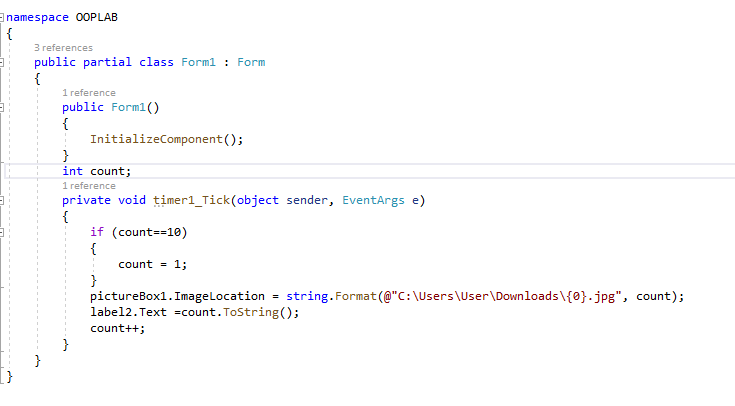 namespace OOPLAB
{
3 references
public partial class Form1 : Form
{
1 reference
public Form1()
{
InitializeComponent();
}
int count;
1 reference
private void timer1_Tick(object sender, EventArgs e)
{
if (count==10)
{
count = 1;
}
pictureBox1.ImageLocation = string.Format(@"C:\Users\User\Downloads\{0}.jpg", count);
label2.Text =count.ToString();
count++;
}
}
}